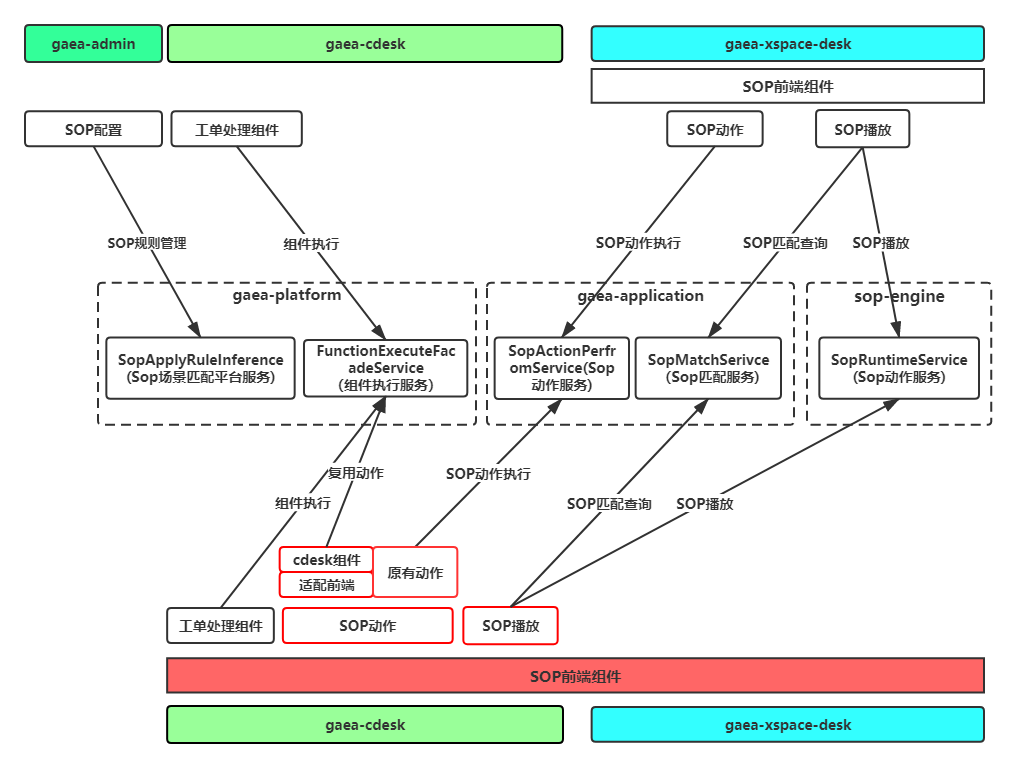 gaea-admin
gaea-cdesk
gaea-xspace-desk
SOP前端组件
SOP配置
工单处理组件
SOP动作
SOP播放
SOP规则管理
组件执行
SOP动作执行
SOP匹配查询
SOP播放
gaea-platform
gaea-application
sop-engine
SopApplyRuleInference
(Sop场景匹配平台服务)
FunctionExecuteFac
adeService
(组件执行服务)
SopActionPerfr
omService(Sop
动作服务)
SopMatchSerivce
(Sop匹配服务)
SopRuntimeService
(Sop动作服务)
复用动作
SOP动作执行
组件执行
SOP匹配查询
SOP播放
cdesk组件
适配前端
原有动作
工单处理组件
SOP动作
SOP播放
SOP前端组件
gaea-cdesk
gaea-xspace-desk